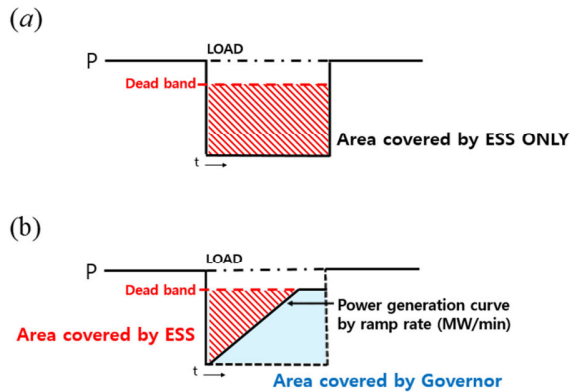 (a)
LOAD
P
Dead band
Area covered by ESS ONLY
t
(b)
LOAD
P
Dead band
Power generation curve
by ramp rate (MW/min)
Area covered by ESS
t
Area covered by Governor